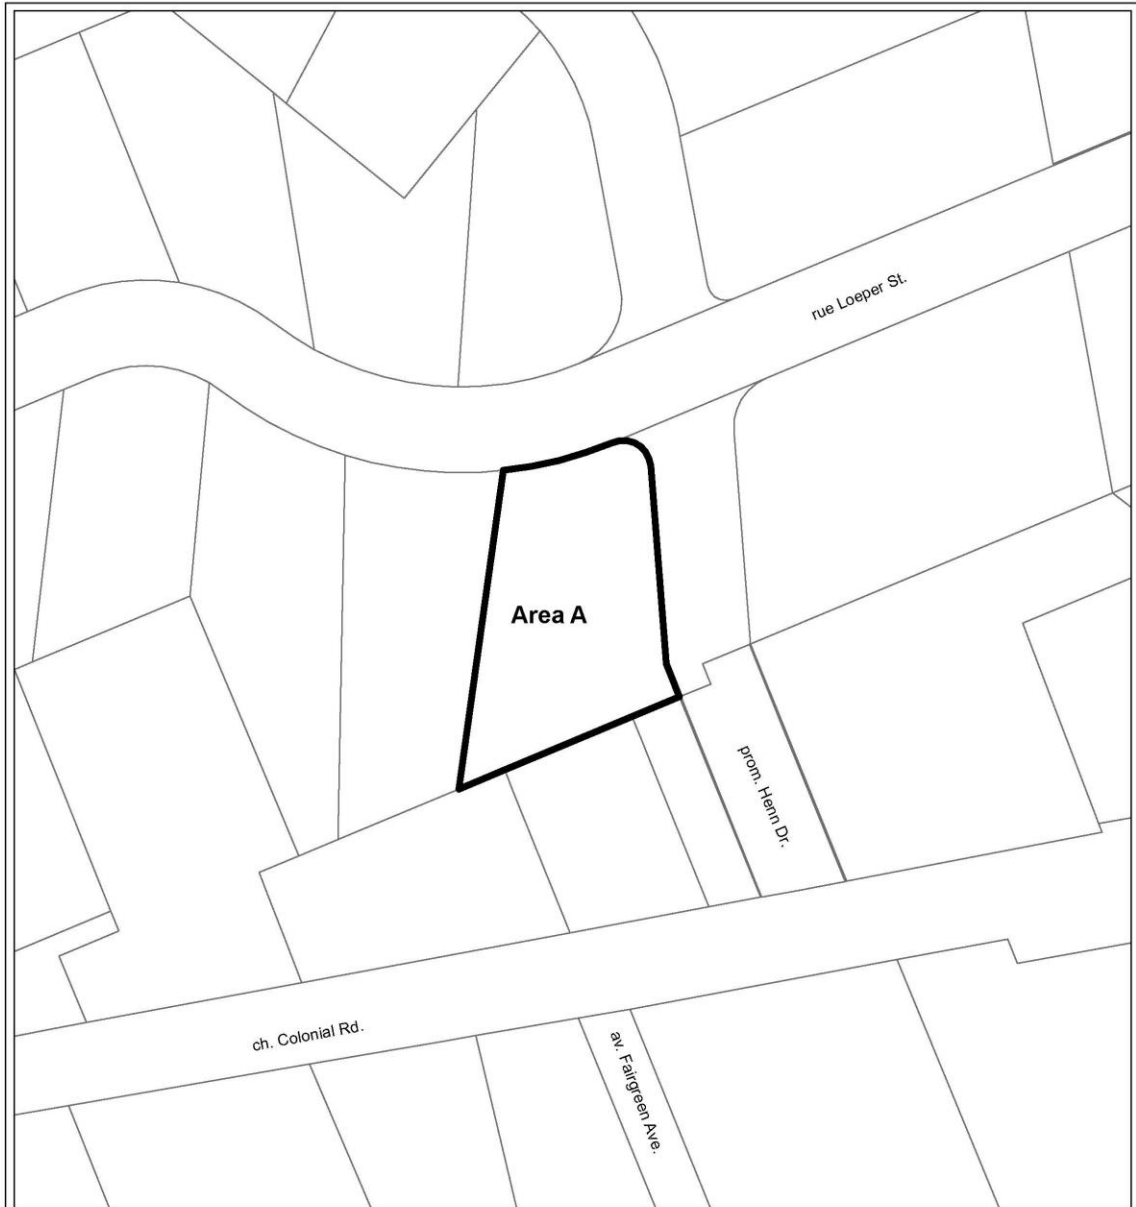 rue Loeper St.
Area A
prom. Henn Dr.
ch. Colonial Rd.
av. Fairgreen Ave.